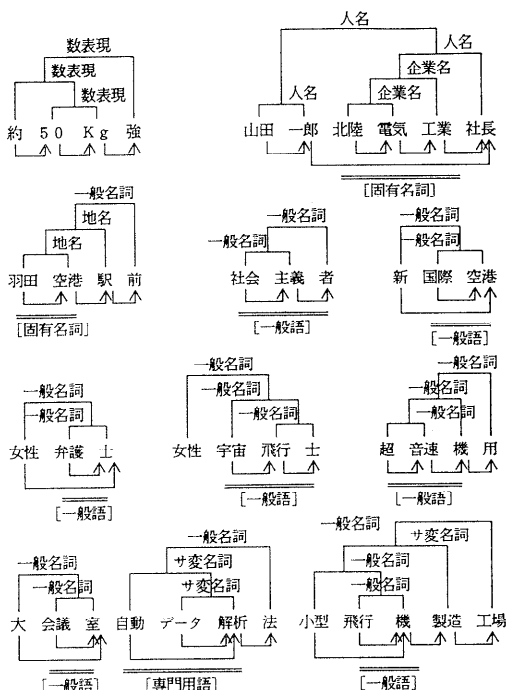 数表現
数表現
数表現
約 50 Kg 強
人名
人名
企業名
企業名
人名
山田 一郎 北陸 電気 工業 社長
[固有名詞]
一般名詞
地名
地名
羽田 空港 駅 前
[固有名詞]
一般名詞
一般名詞
社会 主義 者
[一般語]
一般名詞
一般名詞
新 国際 空港
[一般語]
一般名詞
一般名詞
女性 弁護 士
[一般語]
一般名詞
一般名詞
一般名詞
女性 宇宙 飛行 士
[一般語]
一般名詞
一般名詞
一般名詞
超 音速 機 用
[一般語]
一般名詞
一般名詞
大 会議 室
[一般語]
一般名詞
サ変名詞
サ変名詞
自動 データ 解析 法
[専門用語]
一般名詞
サ変名詞
一般名詞
一般名詞
小型 飛行 機 製造 工場
[一般語]